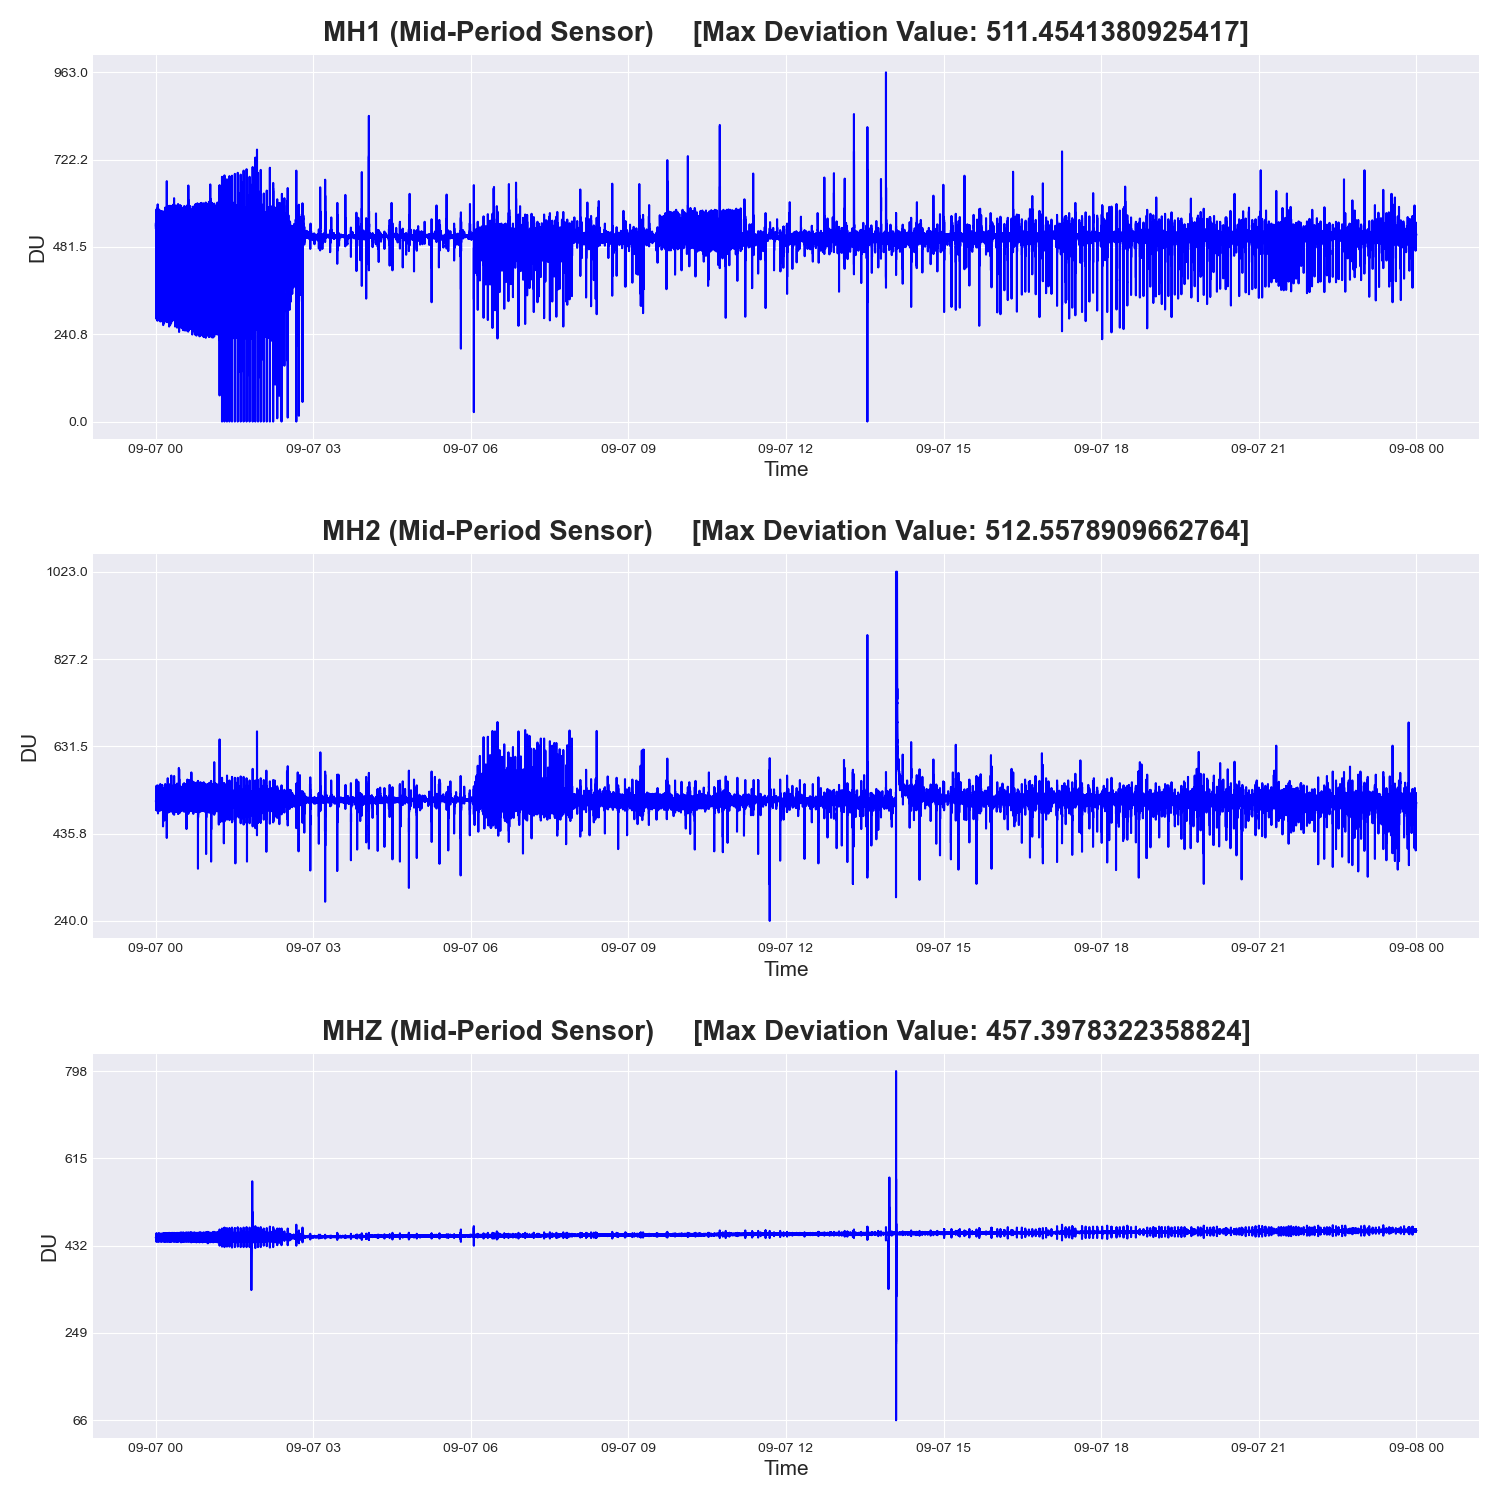 MH1 (Mid-Period Sensor) [Max Deviation Value: 511.4541380925417]
963.0
722.2
481.5
240.8
0.0
DU
09-07 00 09-07 03 09-07 06 09-07 09 09-07 12 09-07 15 09-07 18 09-07 21 09-08 00
Time
MH2 (Mid-Period Sensor) [Max Deviation Value: 512.5578909662764]
1023.0
827.2
631.5
435.8
240.0
DU
09-07 00 09-07 03 09-07 06 09-07 09 09-07 12 09-07 15 09-07 18 09-07 21 09-08 00
Time
MHZ (Mid-Period Sensor) [Max Deviation Value: 457.3978322358824]
798
615
432
249
66
DU
09-07 00 09-07 03 09-07 06 09-07 09 09-07 12 09-07 15 09-07 18 09-07 21 09-08 00
Time